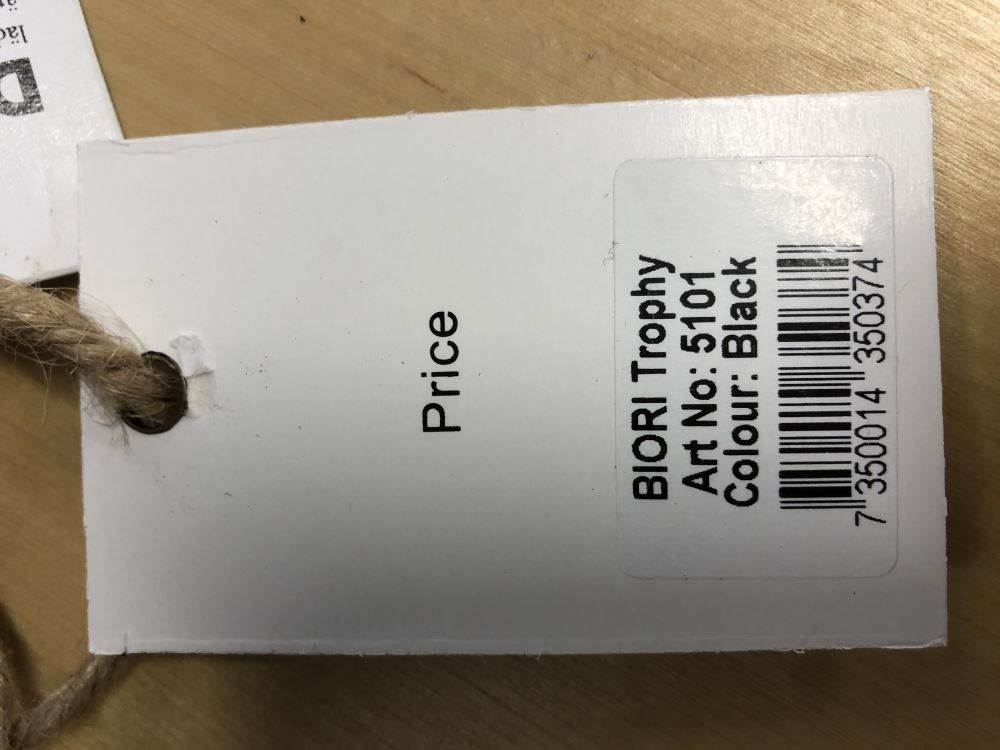 Price
BIORI Trophy
Art No: 5101
Colour: Black
7 350014 350374